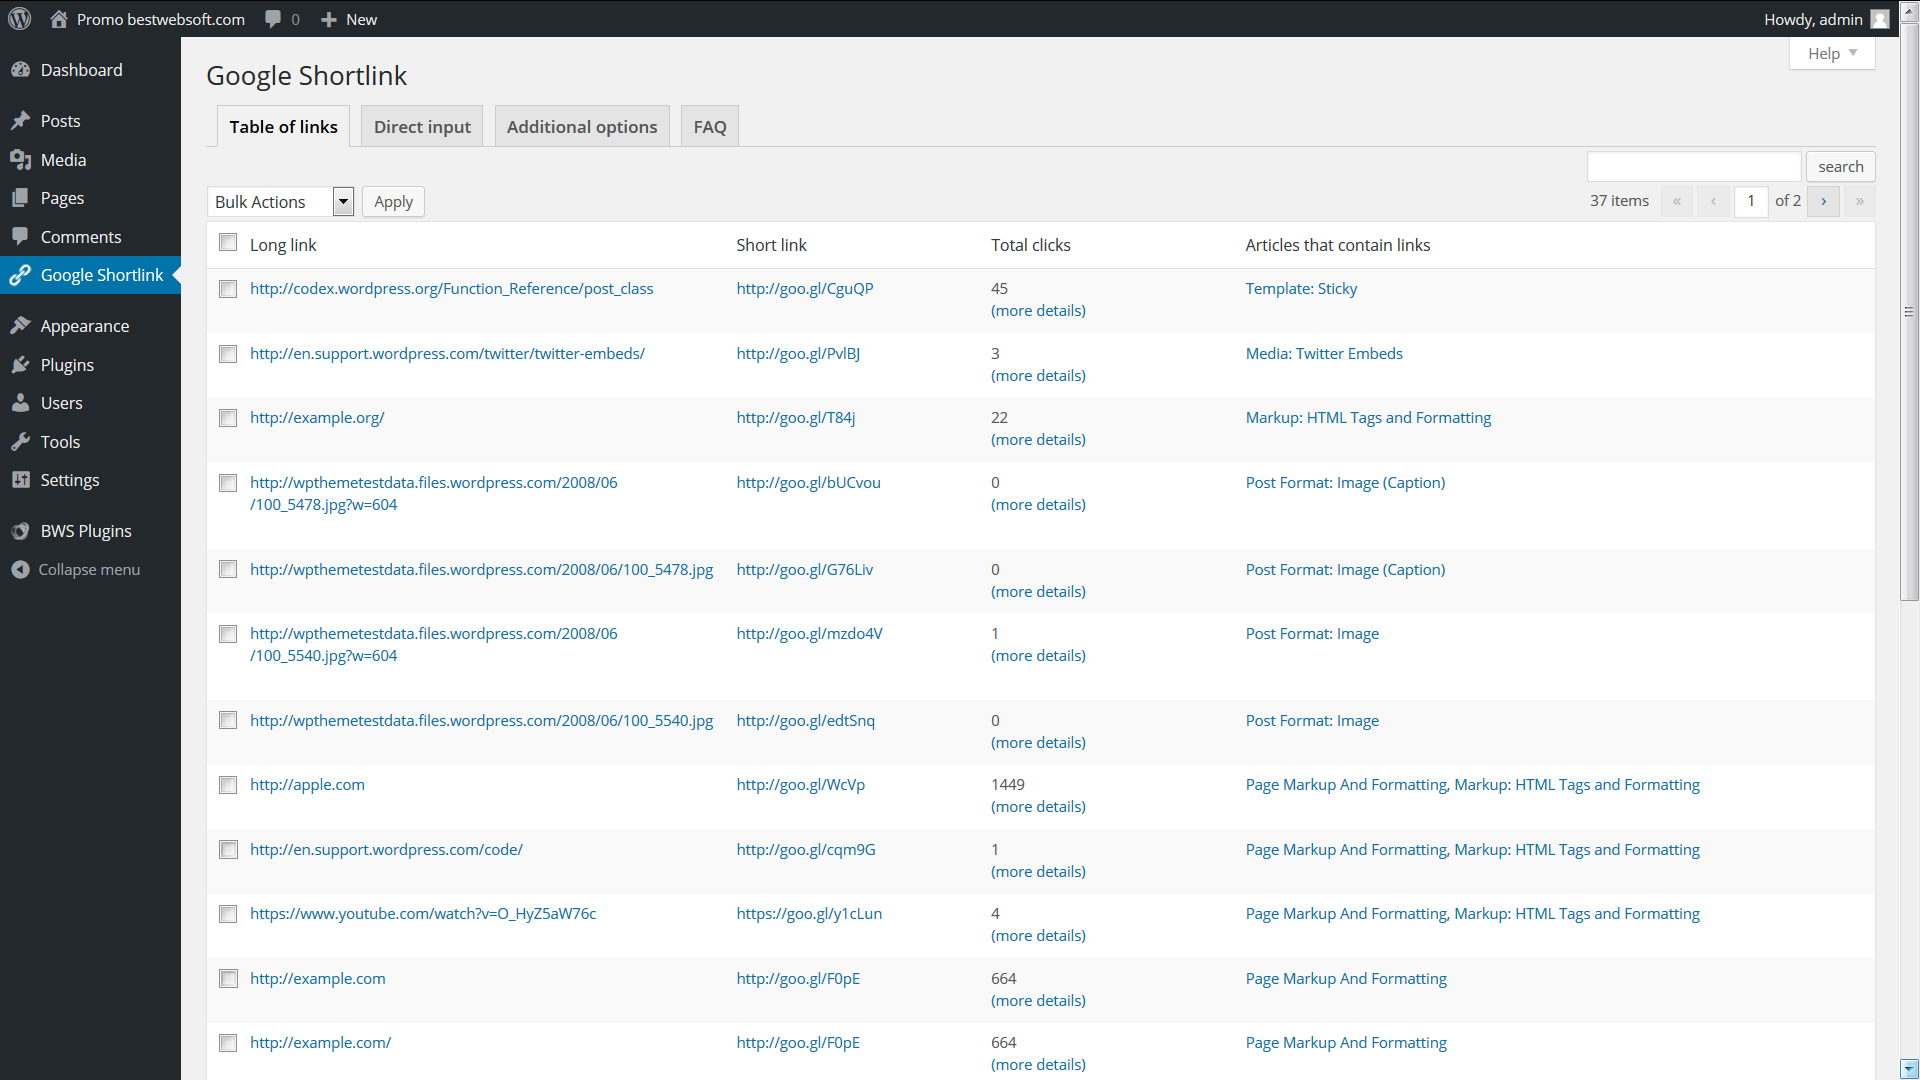 Promo bestwebsoft.com 0 New Howdy, admin
Help
Dashboard
Posts
Media
Pages
Comments
Google Shortlink
Appearance
Plugins
Users
Tools
Settings
BWS Plugins
Collapse menu
Google Shortlink
Table of links Direct input Additional options FAQ
search
Bulk Actions Apply 37 items « ‹ 1 of 2 › »
Long link Short link Total clicks Articles that contain links
http://codex.wordpress.org/Function_Reference/post_class http://goo.gl/CguQP 45 Template: Sticky
(more details)
http://en.support.wordpress.com/twitter/twitter-embeds/ http://goo.gl/PvlBJ 3 Media: Twitter Embeds
(more details)
http://example.org/ http://goo.gl/T84j 22 Markup: HTML Tags and Formatting
(more details)
http://wpthemetestdata.files.wordpress.com/2008/06 http://goo.gl/bUCvou 0 Post Format: Image (Caption)
/100_5478.jpg?w=604 (more details)
http://wpthemetestdata.files.wordpress.com/2008/06/100_5478.jpg http://goo.gl/G76Liv 0 Post Format: Image (Caption)
(more details)
http://wpthemetestdata.files.wordpress.com/2008/06 http://goo.gl/mzdo4V 1 Post Format: Image
/100_5540.jpg?w=604 (more details)
http://wpthemetestdata.files.wordpress.com/2008/06/100_5540.jpg http://goo.gl/edtSnq 0 Post Format: Image
(more details)
http://apple.com http://goo.gl/WcVp 1449 Page Markup And Formatting, Markup: HTML Tags and Formatting
(more details)
http://en.support.wordpress.com/code/ http://goo.gl/cqm9G 1 Page Markup And Formatting, Markup: HTML Tags and Formatting
(more details)
https://www.youtube.com/watch?v=O_HyZ5aW76c https://goo.gl/y1cLun 4 Page Markup And Formatting, Markup: HTML Tags and Formatting
(more details)
http://example.com http://goo.gl/F0pE 664 Page Markup And Formatting
(more details)
http://example.com/ http://goo.gl/F0pE 664 Page Markup And Formatting
(more details)